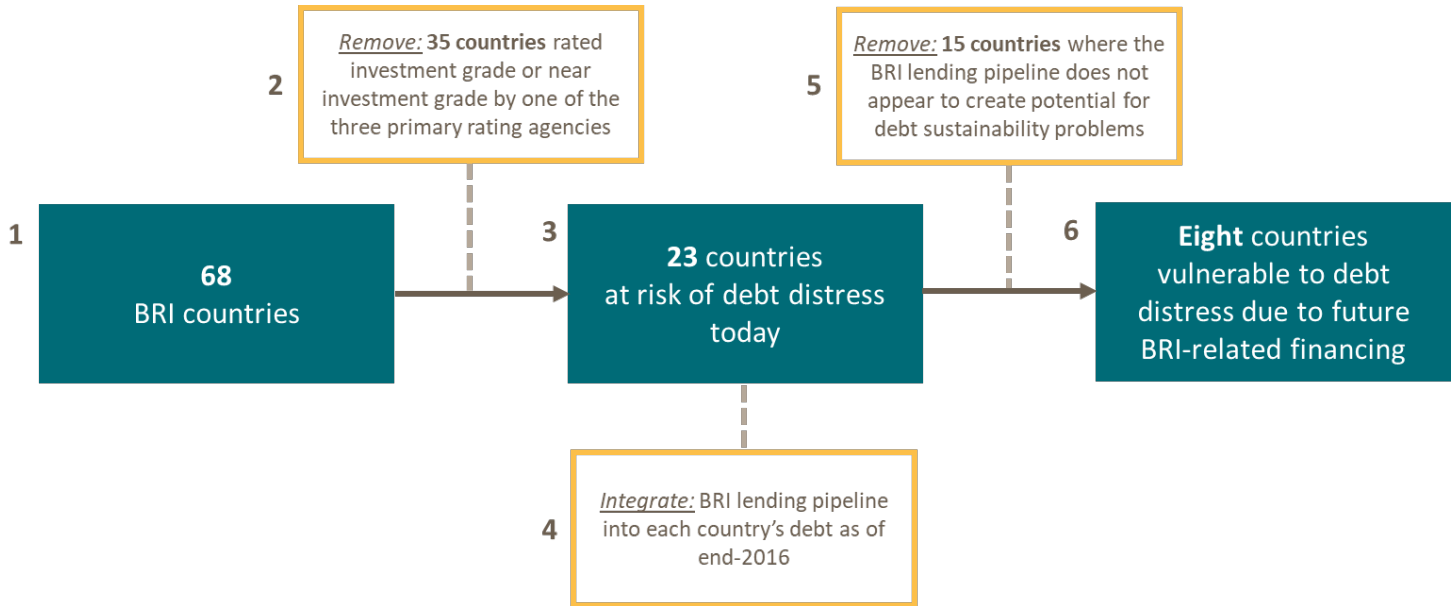 1
68
BRI countries
2
Remove: 35 countries rated
investment grade or near
investment grade by one of the
three primary rating agencies
3
23 countries
at risk of debt distress
today
4
Integrate: BRI lending pipeline
into each country’s debt as of
end-2016
5
Remove: 15 countries where the
BRI lending pipeline does not
appear to create potential for
debt sustainability problems
6
Eight countries
vulnerable to debt
distress due to future
BRI-related financing